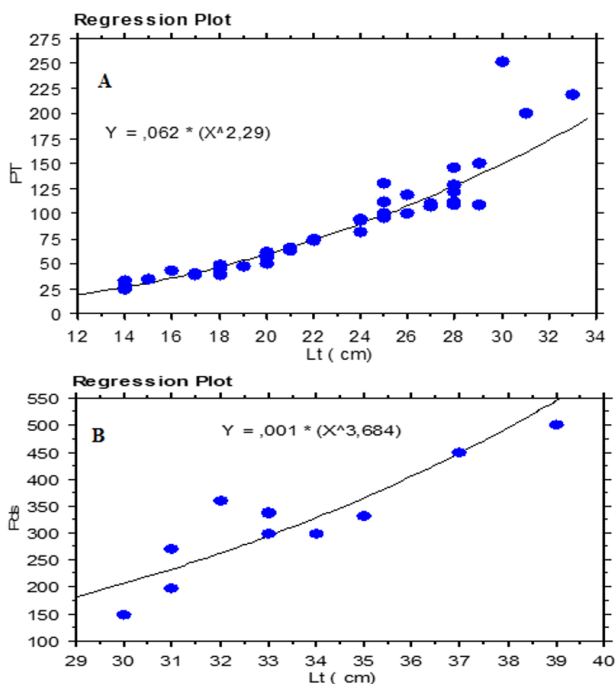 Regression Plot
275
250
225
200
175
150
125
100
75
50
25
0
PT
A
Y = ,062 * (X^2,29)
12 14 16 18 20 22 24 26 28 30 32 34
Lt ( cm)
Regression Plot
550
500
450
400
350
300
250
200
150
100
Pds
B
Y = ,001 * (X^3,684)
29 30 31 32 33 34 35 36 37 38 39 40
Lt ( cm)